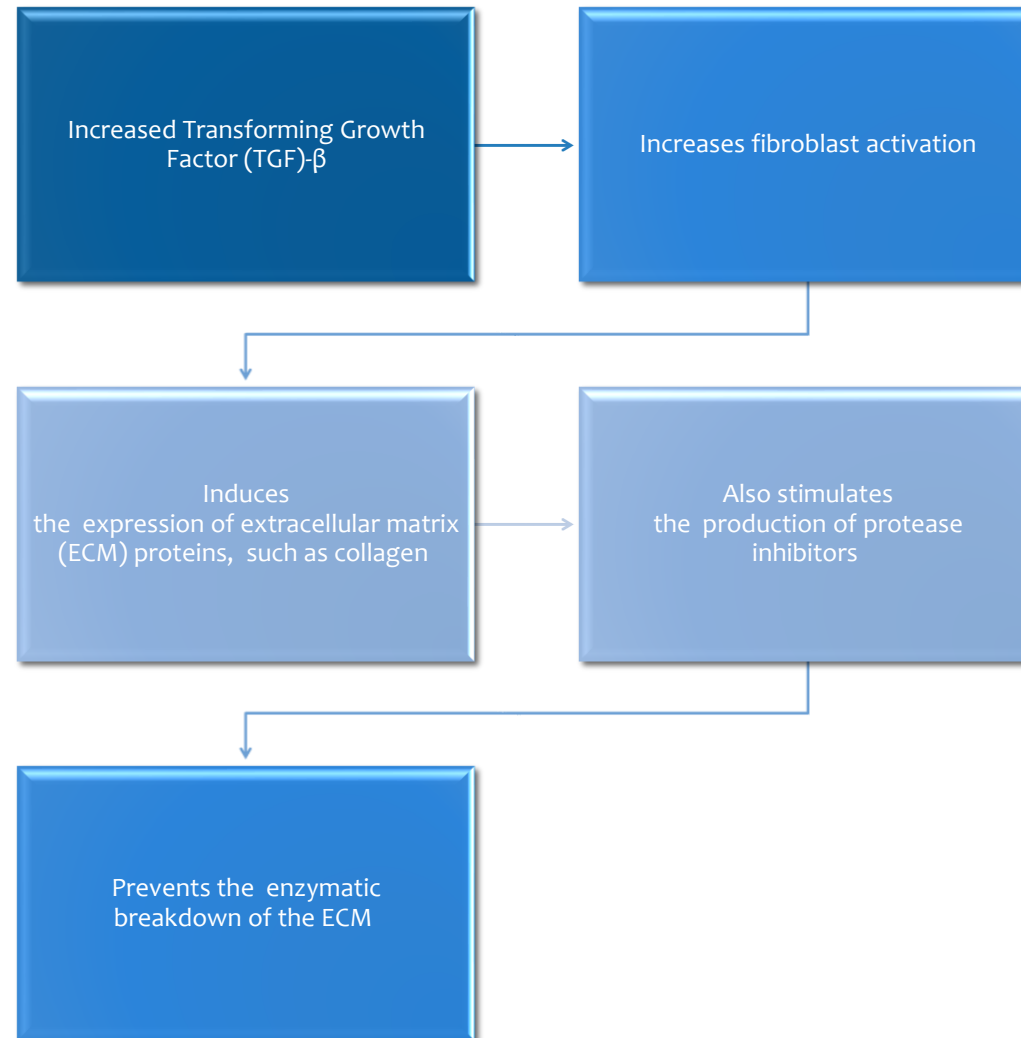 Increased Transforming Growth
Factor (TGF)-β
Increases fibroblast activation
Induces
the expression of extracellular matrix
(ECM) proteins, such as collagen
Also stimulates
the production of protease
inhibitors
Prevents the enzymatic
breakdown of the ECM